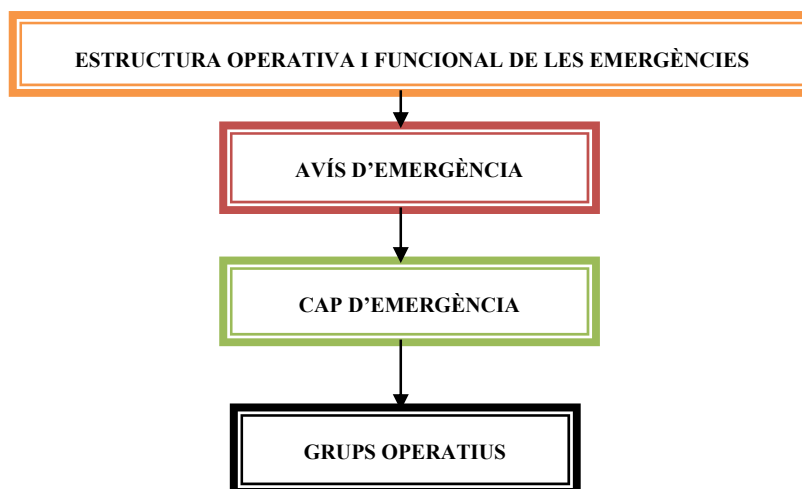 ESTRUCTURA OPERATIVA I FUNCIONAL DE LES EMERGÈNCIES
AVÍS D’EMERGÈNCIA
CAP D’EMERGÈNCIA
GRUPS OPERATIUS